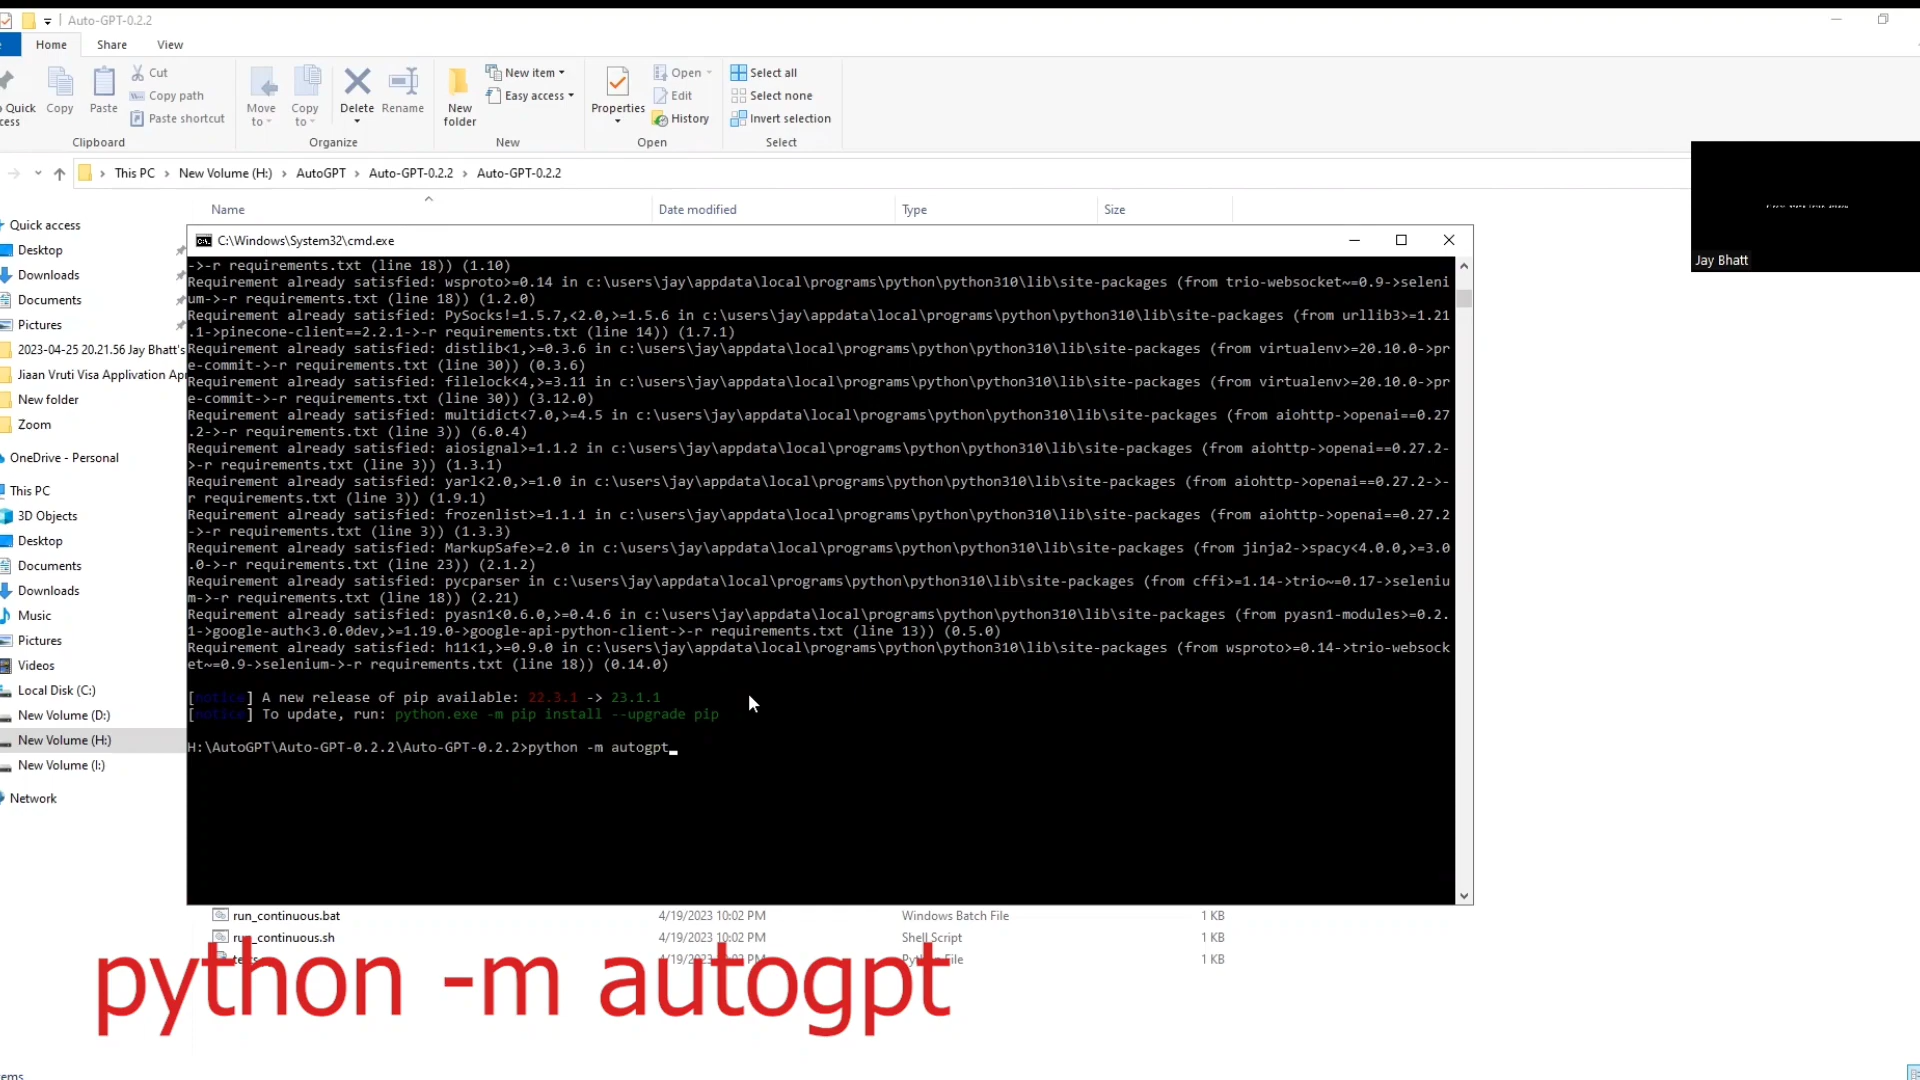 Auto-GPT-0.2.2
Home Share View
Cut
Copy path
Paste shortcut
Quick
Copy
Paste
Move to
Copy to
Delete
Rename
New folder
New item
Easy access
Properties
Open
Edit
History
Select all
Select none
Invert selection
Clipboard Organize New Open Select
This PC › New Volume (H:) › AutoGPT › Auto-GPT-0.2.2 › Auto-GPT-0.2.2
Name Date modified Type Size
Quick access
Desktop
Downloads
Documents
Pictures
2023-04-25 20.21.56 Jay Bhatt's
Jiaan Vruti Visa Application Ap
New folder
Zoom
OneDrive - Personal
This PC
3D Objects
Desktop
Documents
Downloads
Music
Pictures
Videos
Local Disk (C:)
New Volume (D:)
New Volume (H:)
New Volume (I:)
Network
C:\Windows\System32\cmd.exe
->-r requirements.txt (line 18)) (1.10)
Requirement already satisfied: wsproto>=0.14 in c:\users\jay\appdata\local\programs\python\python310\lib\site-packages (from trio-websocket~=0.9->seleni
um->-r requirements.txt (line 18)) (1.2.0)
Requirement already satisfied: PySocks!=1.5.7,<2.0,>=1.5.6 in c:\users\jay\appdata\local\programs\python\python310\lib\site-packages (from urllib3>=1.21
.1->pinecone-client==2.2.1->-r requirements.txt (line 14)) (1.7.1)
Requirement already satisfied: distlib<1,>=0.3.6 in c:\users\jay\appdata\local\programs\python\python310\lib\site-packages (from virtualenv>=20.10.0->pr
e-commit->-r requirements.txt (line 30)) (0.3.6)
Requirement already satisfied: filelock<4,>=3.11 in c:\users\jay\appdata\local\programs\python\python310\lib\site-packages (from virtualenv>=20.10.0->pr
e-commit->-r requirements.txt (line 30)) (3.12.0)
Requirement already satisfied: multidict<7.0,>=4.5 in c:\users\jay\appdata\local\programs\python\python310\lib\site-packages (from aiohttp->openai==0.27
.2->-r requirements.txt (line 3)) (6.0.4)
Requirement already satisfied: aiosignal>=1.1.2 in c:\users\jay\appdata\local\programs\python\python310\lib\site-packages (from aiohttp->openai==0.27.2-
>-r requirements.txt (line 3)) (1.3.1)
Requirement already satisfied: yarl<2.0,>=1.0 in c:\users\jay\appdata\local\programs\python\python310\lib\site-packages (from aiohttp->openai==0.27.2->-
r requirements.txt (line 3)) (1.9.1)
Requirement already satisfied: frozenlist>=1.1.1 in c:\users\jay\appdata\local\programs\python\python310\lib\site-packages (from aiohttp->openai==0.27.2
->-r requirements.txt (line 3)) (1.3.3)
Requirement already satisfied: MarkupSafe>=2.0 in c:\users\jay\appdata\local\programs\python\python310\lib\site-packages (from jinja2->spacy<4.0.0,>=3.0
.0->-r requirements.txt (line 23)) (2.1.2)
Requirement already satisfied: pycparser in c:\users\jay\appdata\local\programs\python\python310\lib\site-packages (from cffi>=1.14->trio~=0.17->seleniu
m->-r requirements.txt (line 18)) (2.21)
Requirement already satisfied: pyasn1<0.6.0,>=0.4.6 in c:\users\jay\appdata\local\programs\python\python310\lib\site-packages (from pyasn1-modules>=0.2.
1->google-auth<3.0.0dev,>=1.19.0->google-api-python-client->-r requirements.txt (line 13)) (0.5.0)
Requirement already satisfied: h11<1,>=0.9.0 in c:\users\jay\appdata\local\programs\python\python310\lib\site-packages (from wsproto>=0.14->trio-websock
et~=0.9->selenium->-r requirements.txt (line 18)) (0.14.0)
[notice] A new release of pip available: 22.3.1 -> 23.1.1
[notice] To update, run: python.exe -m pip install --upgrade pip
H:\AutoGPT\Auto-GPT-0.2.2\Auto-GPT-0.2.2>python -m autogpt
Jay Bhatt
run_continuous.bat 4/19/2023 10:02 PM Windows Batch File 1 KB
run_continuous.sh 4/19/2023 10:02 PM Shell Script 1 KB
4/19/2023 10:02 PM Python File 1 KB
python -m autogpt